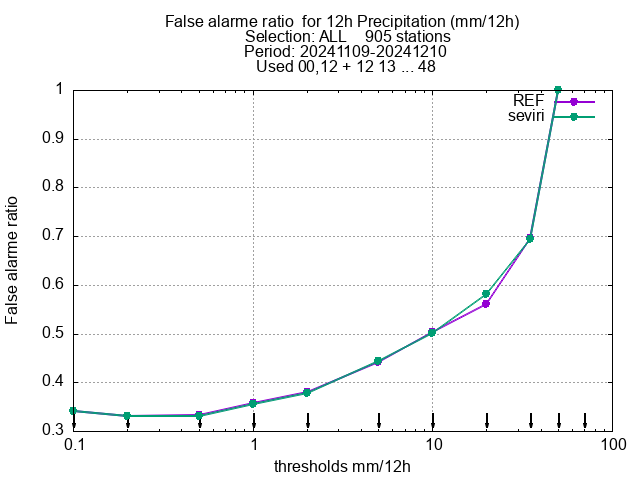 False alarme ratio  for 12h Precipitation (mm/12h)
Selection: ALL    905 stations
Period: 20241109-20241210
Used 00,12 + 12 13 ... 48
REF
seviri
1
0.9
0.8
0.7
0.6
0.5
0.4
0.3
False alarme ratio
0.1 1 10 100
thresholds mm/12h